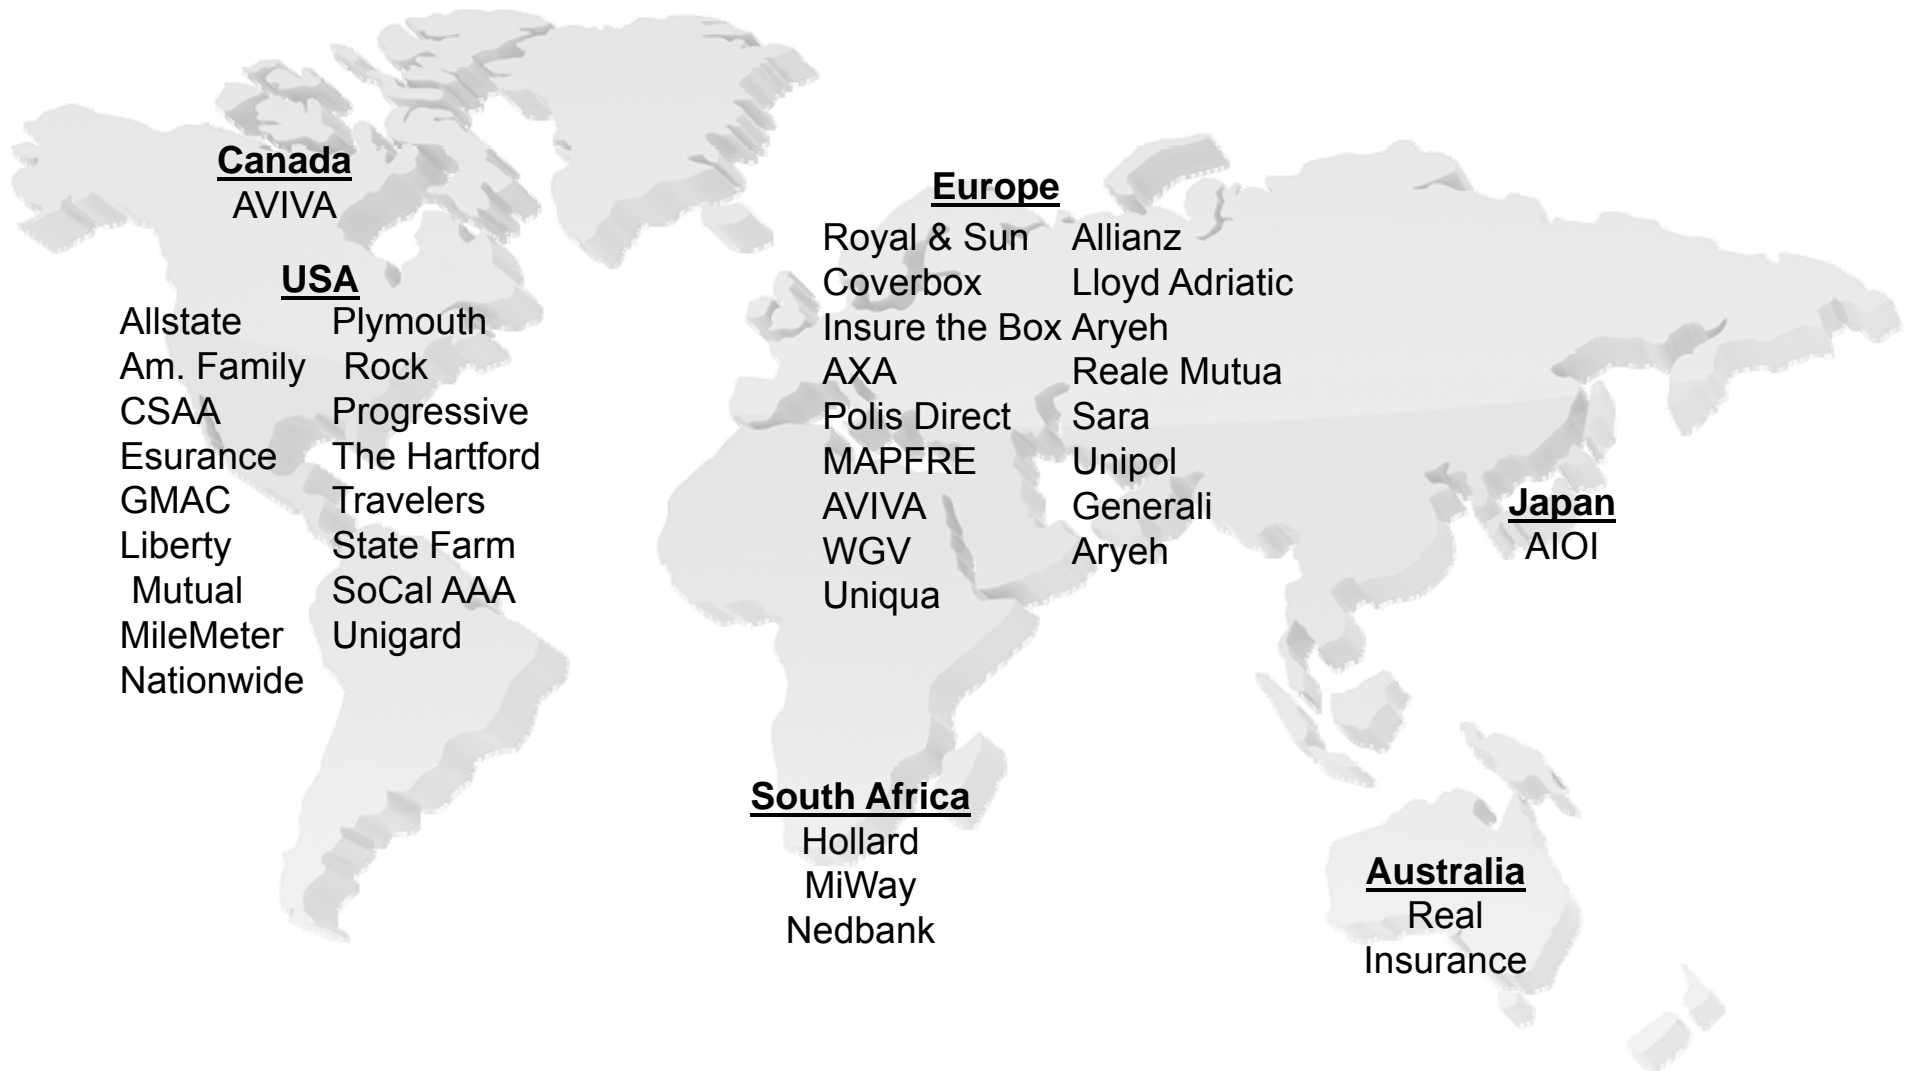 Canada
AVIVA
USA
Allstate
Am. Family
CSAA
Esurance
GMAC
Liberty
Mutual
MileMeter
Nationwide
Plymouth
Rock
Progressive
The Hartford
Travelers
State Farm
SoCal AAA
Unigard
Europe
Royal & Sun
Coverbox
Insure the Box
AXA
Polis Direct
MAPFRE
AVIVA
WGV
Uniqua
Allianz
Lloyd Adriatic
Aryeh
Reale Mutua
Sara
Unipol
Generali
Aryeh
Japan
AIOI
South Africa
Hollard
MiWay
Nedbank
Australia
Real
Insurance